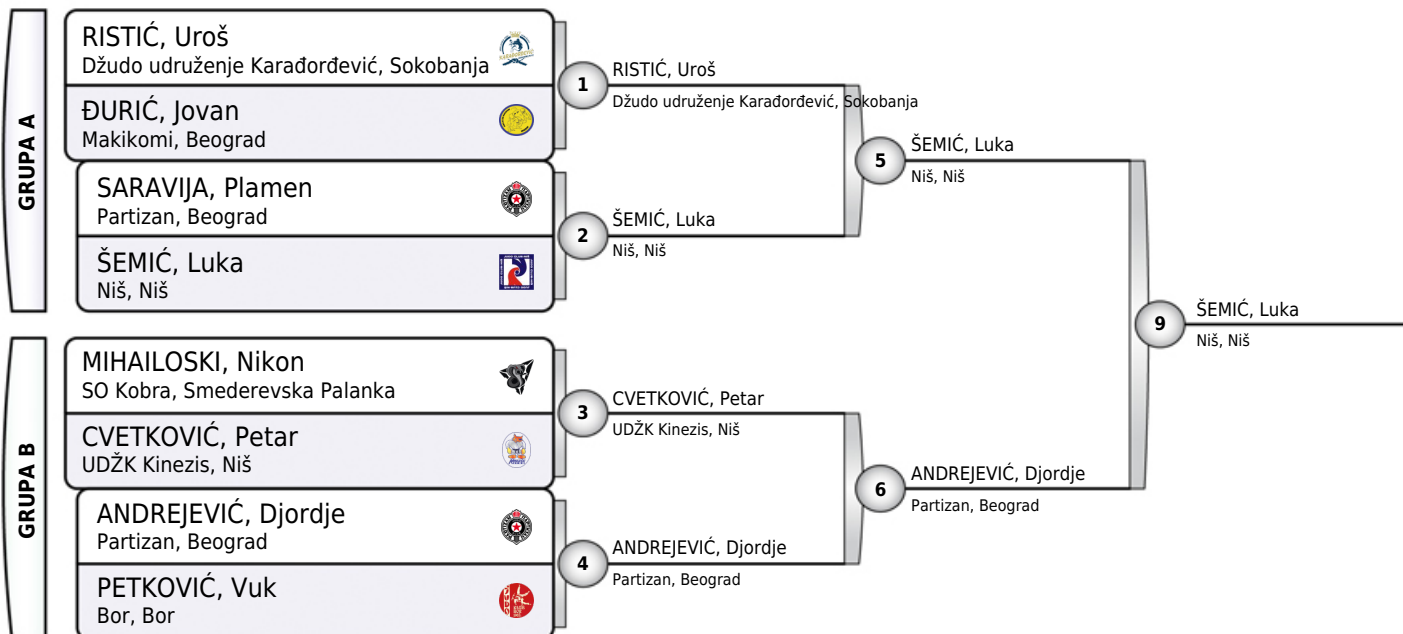 GRUPA A
RISTIĆ, Uroš
Džudo udruženje Karađorđević, Sokobanja
ĐURIĆ, Jovan
Makikomi, Beograd
SARAVIJA, Plamen
Partizan, Beograd
ŠEMIĆ, Luka
Niš, Niš
1
RISTIĆ, Uroš
Džudo udruženje Karađorđević, Sokobanja
2
ŠEMIĆ, Luka
Niš, Niš
5
ŠEMIĆ, Luka
Niš, Niš
GRUPA B
MIHAILOSKI, Nikon
SO Kobra, Smederevska Palanka
CVETKOVIĆ, Petar
UDŽK Kinezis, Niš
ANDREJEVIĆ, Djordje
Partizan, Beograd
PETKOVIĆ, Vuk
Bor, Bor
3
CVETKOVIĆ, Petar
UDŽK Kinezis, Niš
4
ANDREJEVIĆ, Djordje
Partizan, Beograd
6
ANDREJEVIĆ, Djordje
Partizan, Beograd
9
ŠEMIĆ, Luka
Niš, Niš